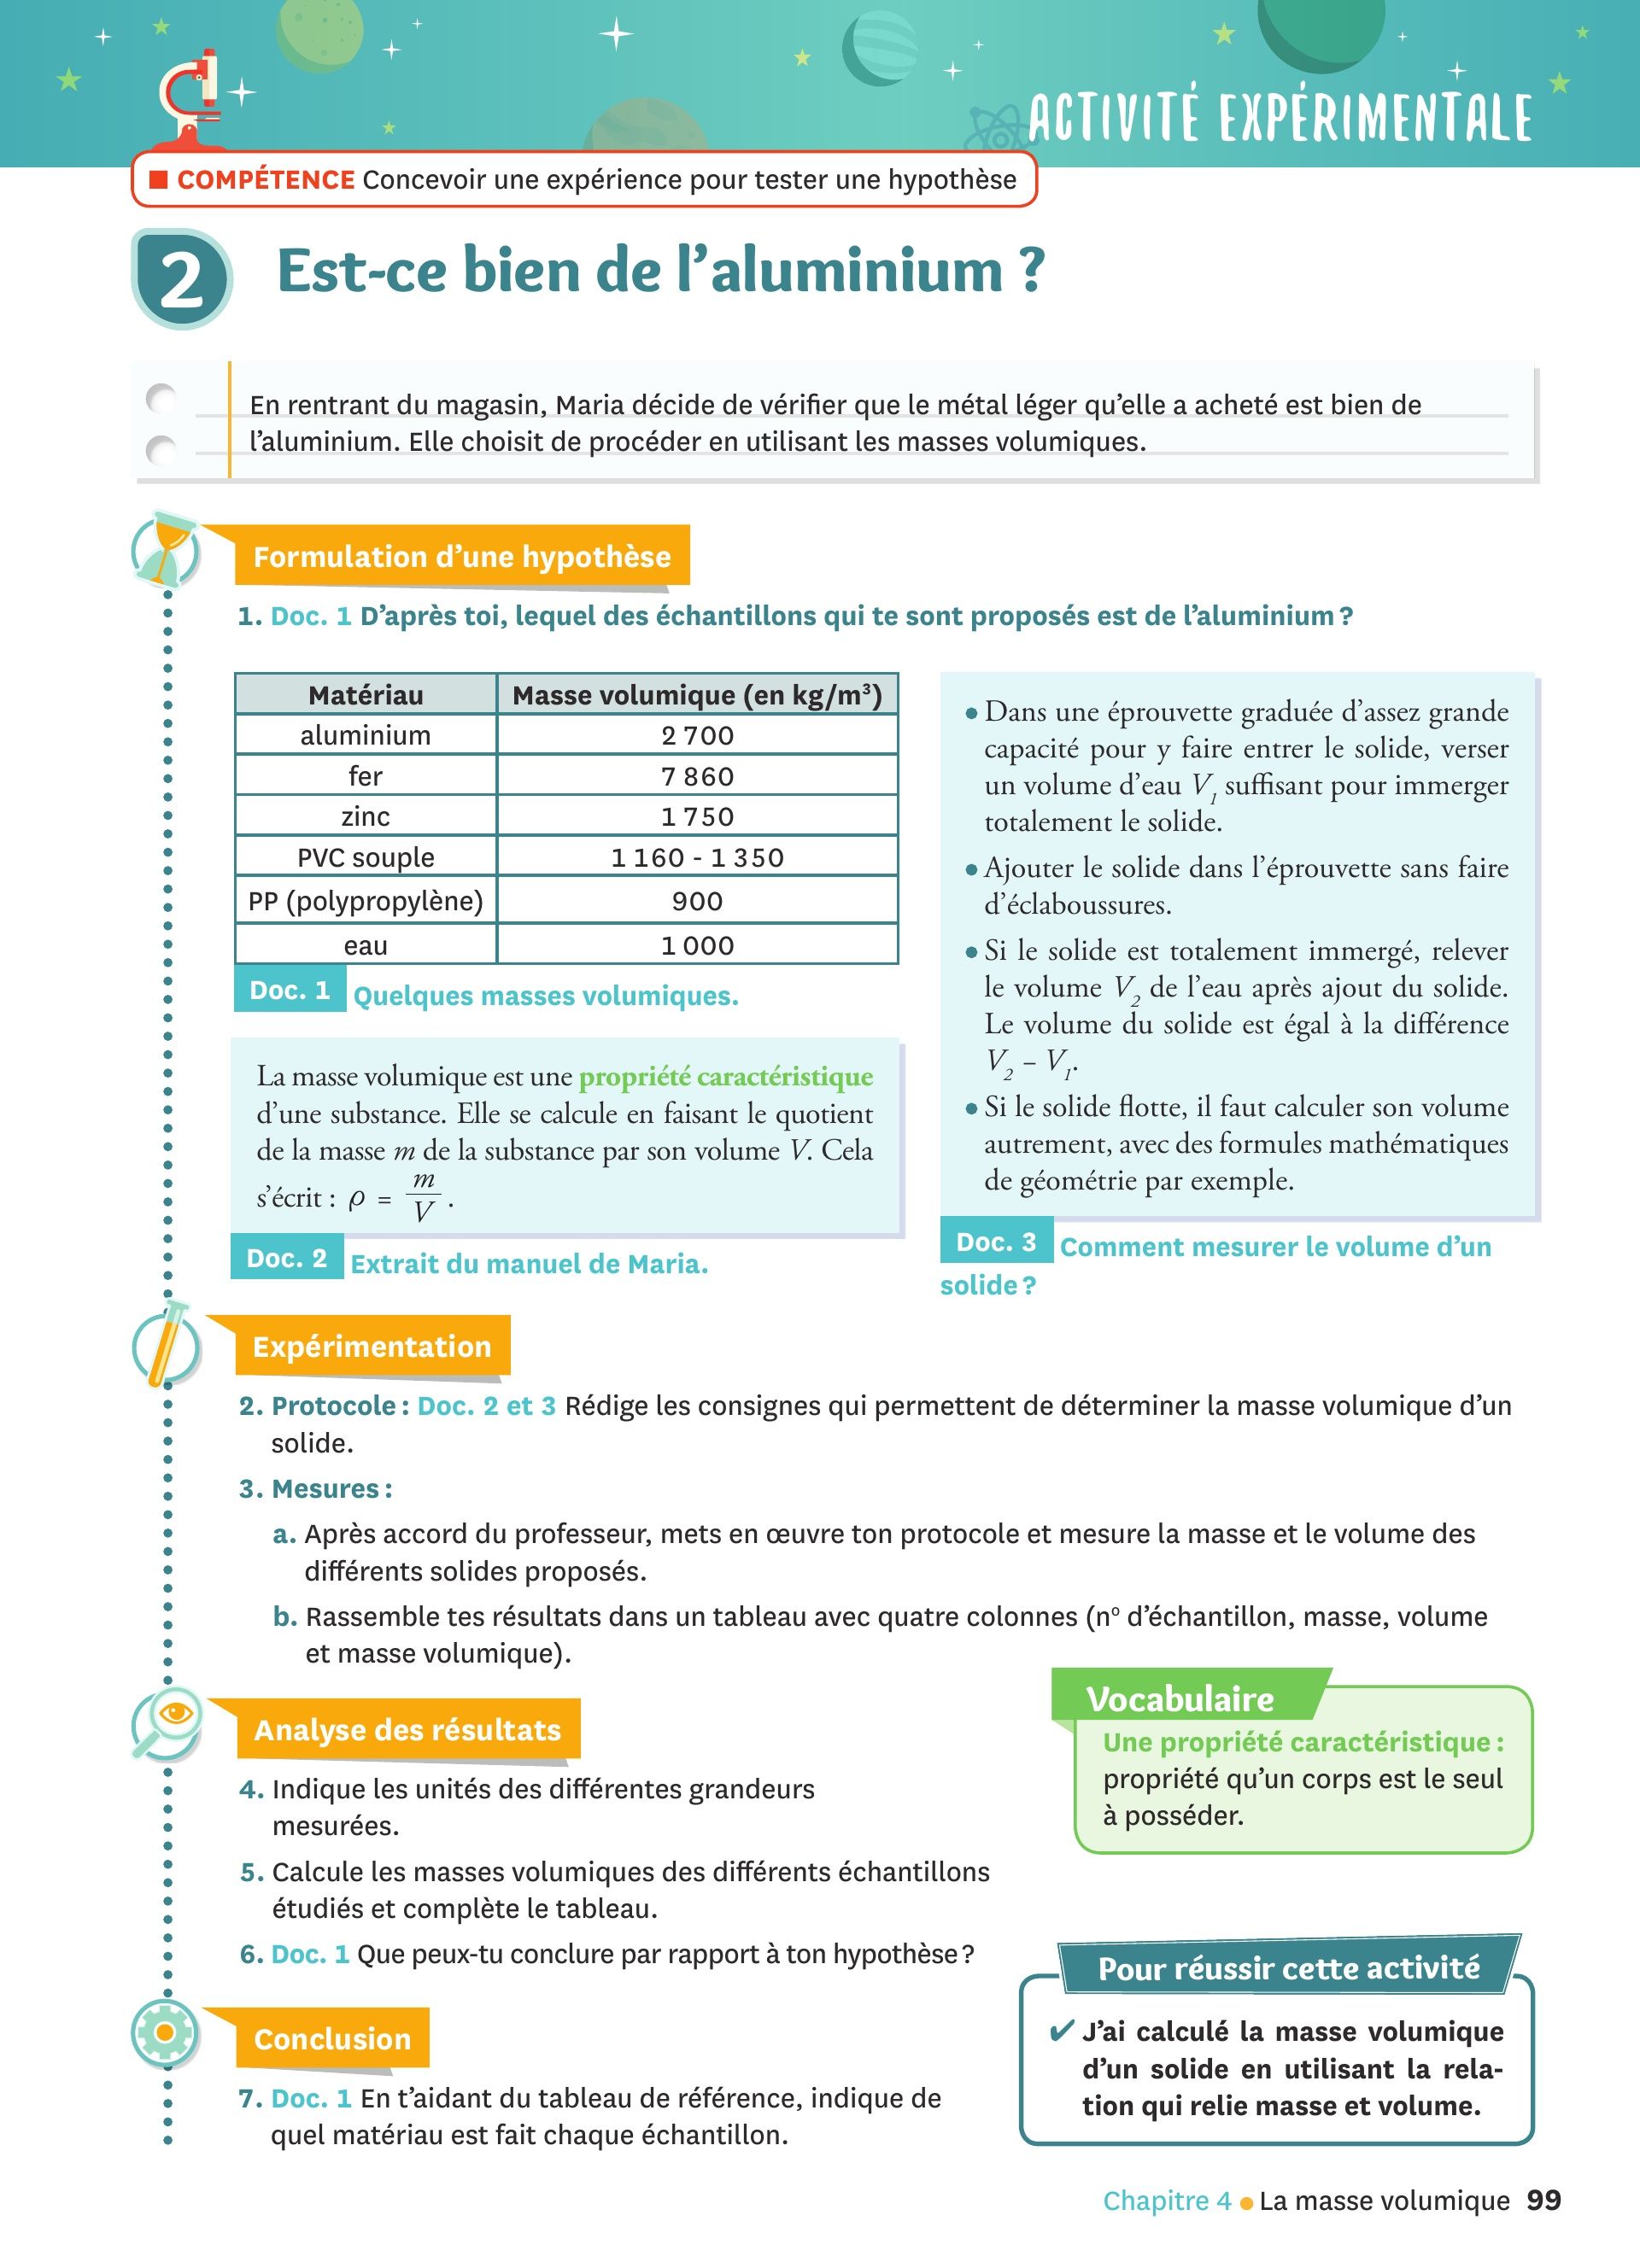 ACTIVITÉ EXPÉRIMENTALE
■ COMPÉTENCE Concevoir une expérience pour tester une hypothèse
2 Est-ce bien de l’aluminium ?
En rentrant du magasin, Maria décide de vérifier que le métal léger qu’elle a acheté est bien de
l’aluminium. Elle choisit de procéder en utilisant les masses volumiques.
Formulation d’une hypothèse
1. Doc. 1 D’après toi, lequel des échantillons qui te sont proposés est de l’aluminium ?
Matériau Masse volumique (en kg/m³)
aluminium 2 700
fer 7 860
zinc 1 750
PVC souple 1 160 - 1 350
PP (polypropylène) 900
eau 1 000
Doc. 1 Quelques masses volumiques.
La masse volumique est une propriété caractéristique
d’une substance. Elle se calcule en faisant le quotient
de la masse m de la substance par son volume V. Cela
s’écrit : ρ = m/V .
Doc. 2 Extrait du manuel de Maria.
• Dans une éprouvette graduée d’assez grande
capacité pour y faire entrer le solide, verser
un volume d’eau V₁ suffisant pour immerger
totalement le solide.
• Ajouter le solide dans l’éprouvette sans faire
d’éclaboussures.
• Si le solide est totalement immergé, relever
le volume V₂ de l’eau après ajout du solide.
Le volume du solide est égal à la différence
V₂ – V₁.
• Si le solide flotte, il faut calculer son volume
autrement, avec des formules mathématiques
de géométrie par exemple.
Doc. 3 Comment mesurer le volume d’un
solide ?
Expérimentation
2. Protocole : Doc. 2 et 3 Rédige les consignes qui permettent de déterminer la masse volumique d’un
solide.
3. Mesures :
a. Après accord du professeur, mets en œuvre ton protocole et mesure la masse et le volume des
différents solides proposés.
b. Rassemble tes résultats dans un tableau avec quatre colonnes (nº d’échantillon, masse, volume
et masse volumique).
Analyse des résultats
4. Indique les unités des différentes grandeurs
mesurées.
5. Calcule les masses volumiques des différents échantillons
étudiés et complète le tableau.
6. Doc. 1 Que peux-tu conclure par rapport à ton hypothèse ?
Vocabulaire
Une propriété caractéristique :
propriété qu’un corps est le seul
à posséder.
Conclusion
7. Doc. 1 En t’aidant du tableau de référence, indique de
quel matériau est fait chaque échantillon.
Pour réussir cette activité
✔ J’ai calculé la masse volumique
d’un solide en utilisant la rela-
tion qui relie masse et volume.
Chapitre 4 • La masse volumique 99